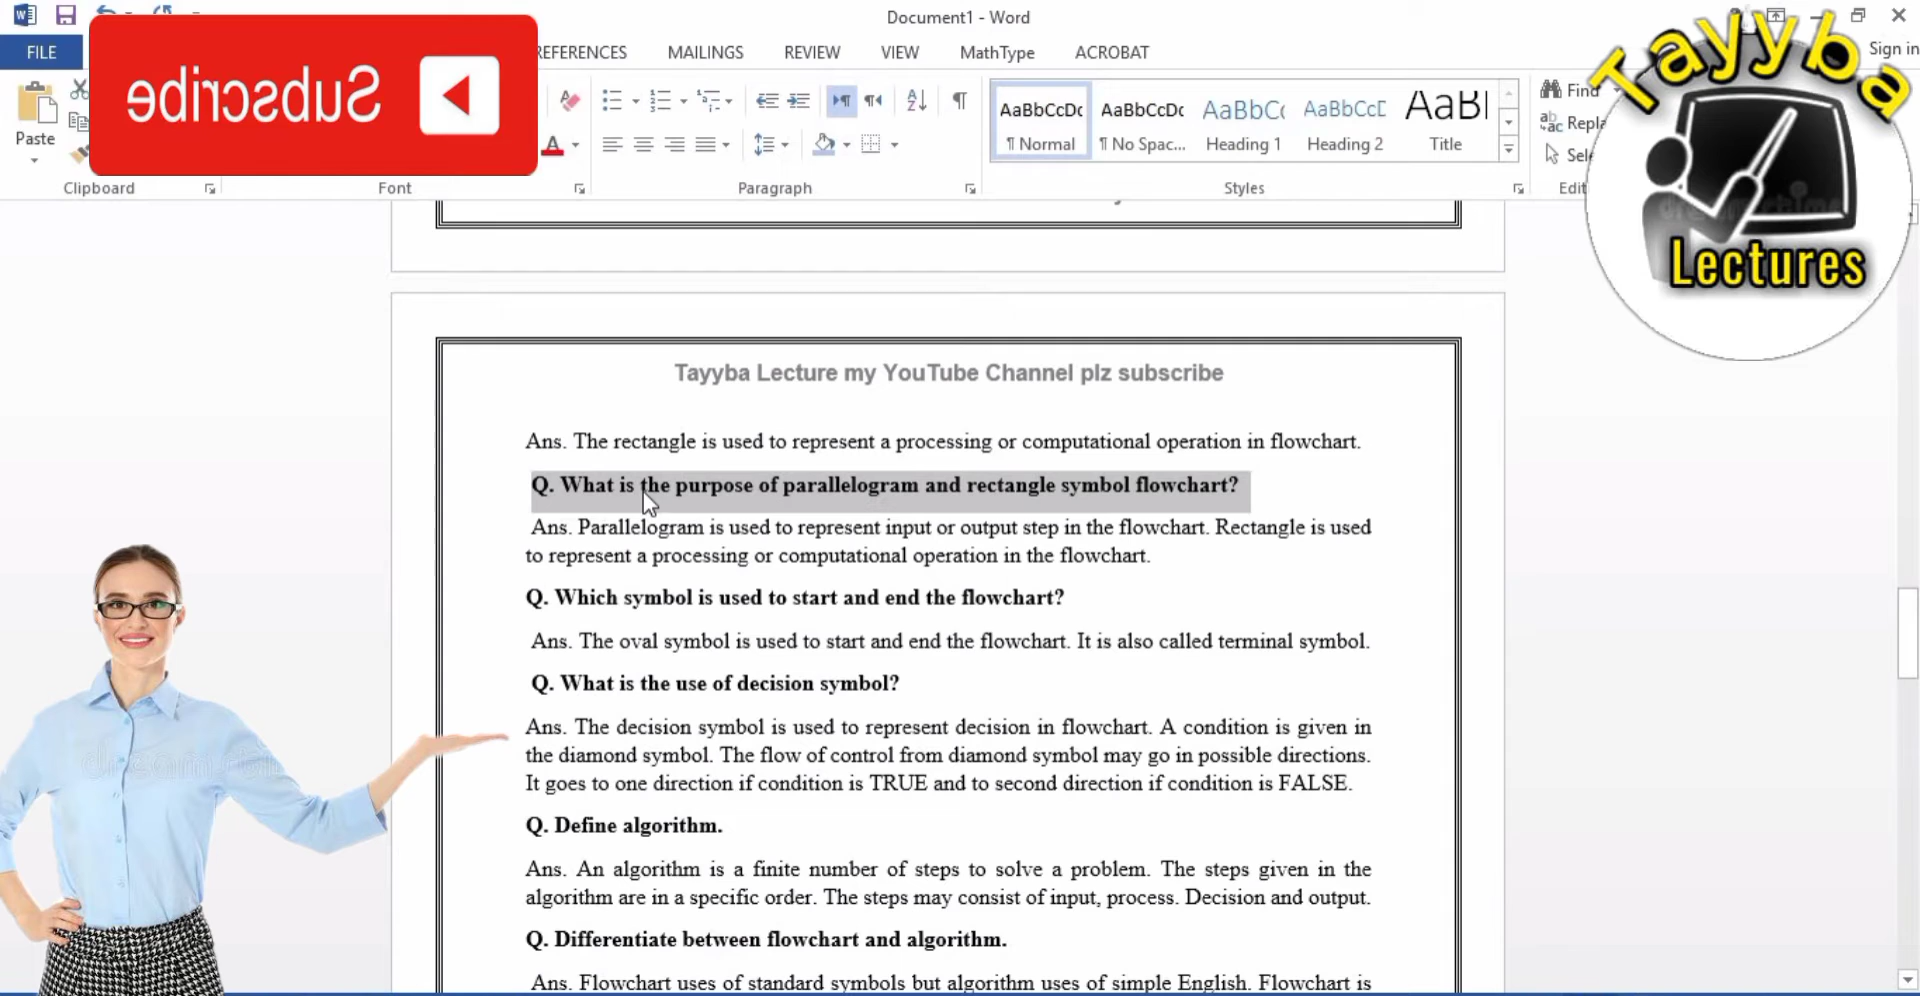 Document1 - Word
Sign in
FILE
REFERENCES
MAILINGS
REVIEW
VIEW
MathType
ACROBAT
Subscribe
Paste
Find
Repla
Sele
AaBbCcDc
AaBbCcDc
AaBbC(
AaBbCcD
AaBl
¶ Normal
¶ No Spac...
Heading 1
Heading 2
Title
Clipboard
Font
Paragraph
Styles
Edit
Tayyba
Lectures
Tayyba Lecture my YouTube Channel plz subscribe
Ans. The rectangle is used to represent a processing or computational operation in flowchart.
Q. What is the purpose of parallelogram and rectangle symbol flowchart?
Ans. Parallelogram is used to represent input or output step in the flowchart. Rectangle is used
to represent a processing or computational operation in the flowchart.
Q. Which symbol is used to start and end the flowchart?
Ans. The oval symbol is used to start and end the flowchart. It is also called terminal symbol.
Q. What is the use of decision symbol?
Ans. The decision symbol is used to represent decision in flowchart. A condition is given in
the diamond symbol. The flow of control from diamond symbol may go in possible directions.
It goes to one direction if condition is TRUE and to second direction if condition is FALSE.
Q. Define algorithm.
Ans. An algorithm is a finite number of steps to solve a problem. The steps given in the
algorithm are in a specific order. The steps may consist of input, process. Decision and output.
Q. Differentiate between flowchart and algorithm.
Ans. Flowchart uses of standard symbols but algorithm uses of simple English. Flowchart is